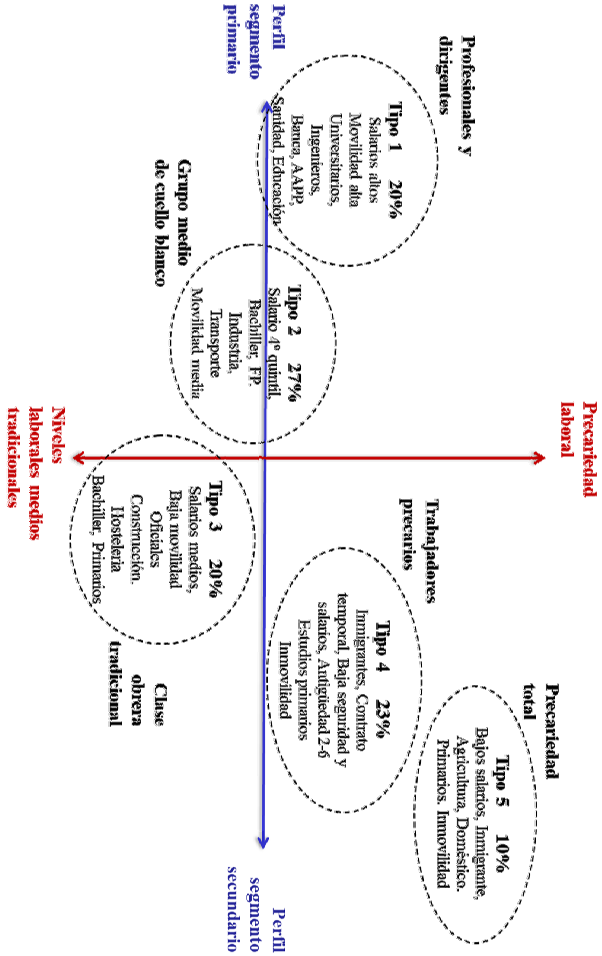 Precariedad
laboral
Profesionales y
dirigentes
Tipo 1 20%
Salarios altos
Movilidad alta
Universitarios,
Ingenieros,
Banca, AAPP,
Sanidad, Educación
Perfil
segmento
primario
Grupo medio
de cuello blanco
Tipo 2 27%
Salario 4º quintil,
Bachiller, FP.
Industria,
Transporte
Movilidad media
Niveles
laborales medios
tradicionales
Tipo 3 20%
Salarios medios,
Baja movilidad
Oficiales
Construcción.
Hostelería
Bachiller, Primarios
Clase
obrera
tradicional
Trabajadores
precarios
Tipo 4 23%
Inmigrantes, Contrato
temporal, Baja seguridad y
salarios, Antigüedad 2-6
Estudios primarios
Inmovilidad
Precariedad
total
Tipo 5 10%
Bajos salarios, Inmigrante,
Agricultura, Doméstico.
Primarios. Inmovilidad
Perfil
segmento
secundario